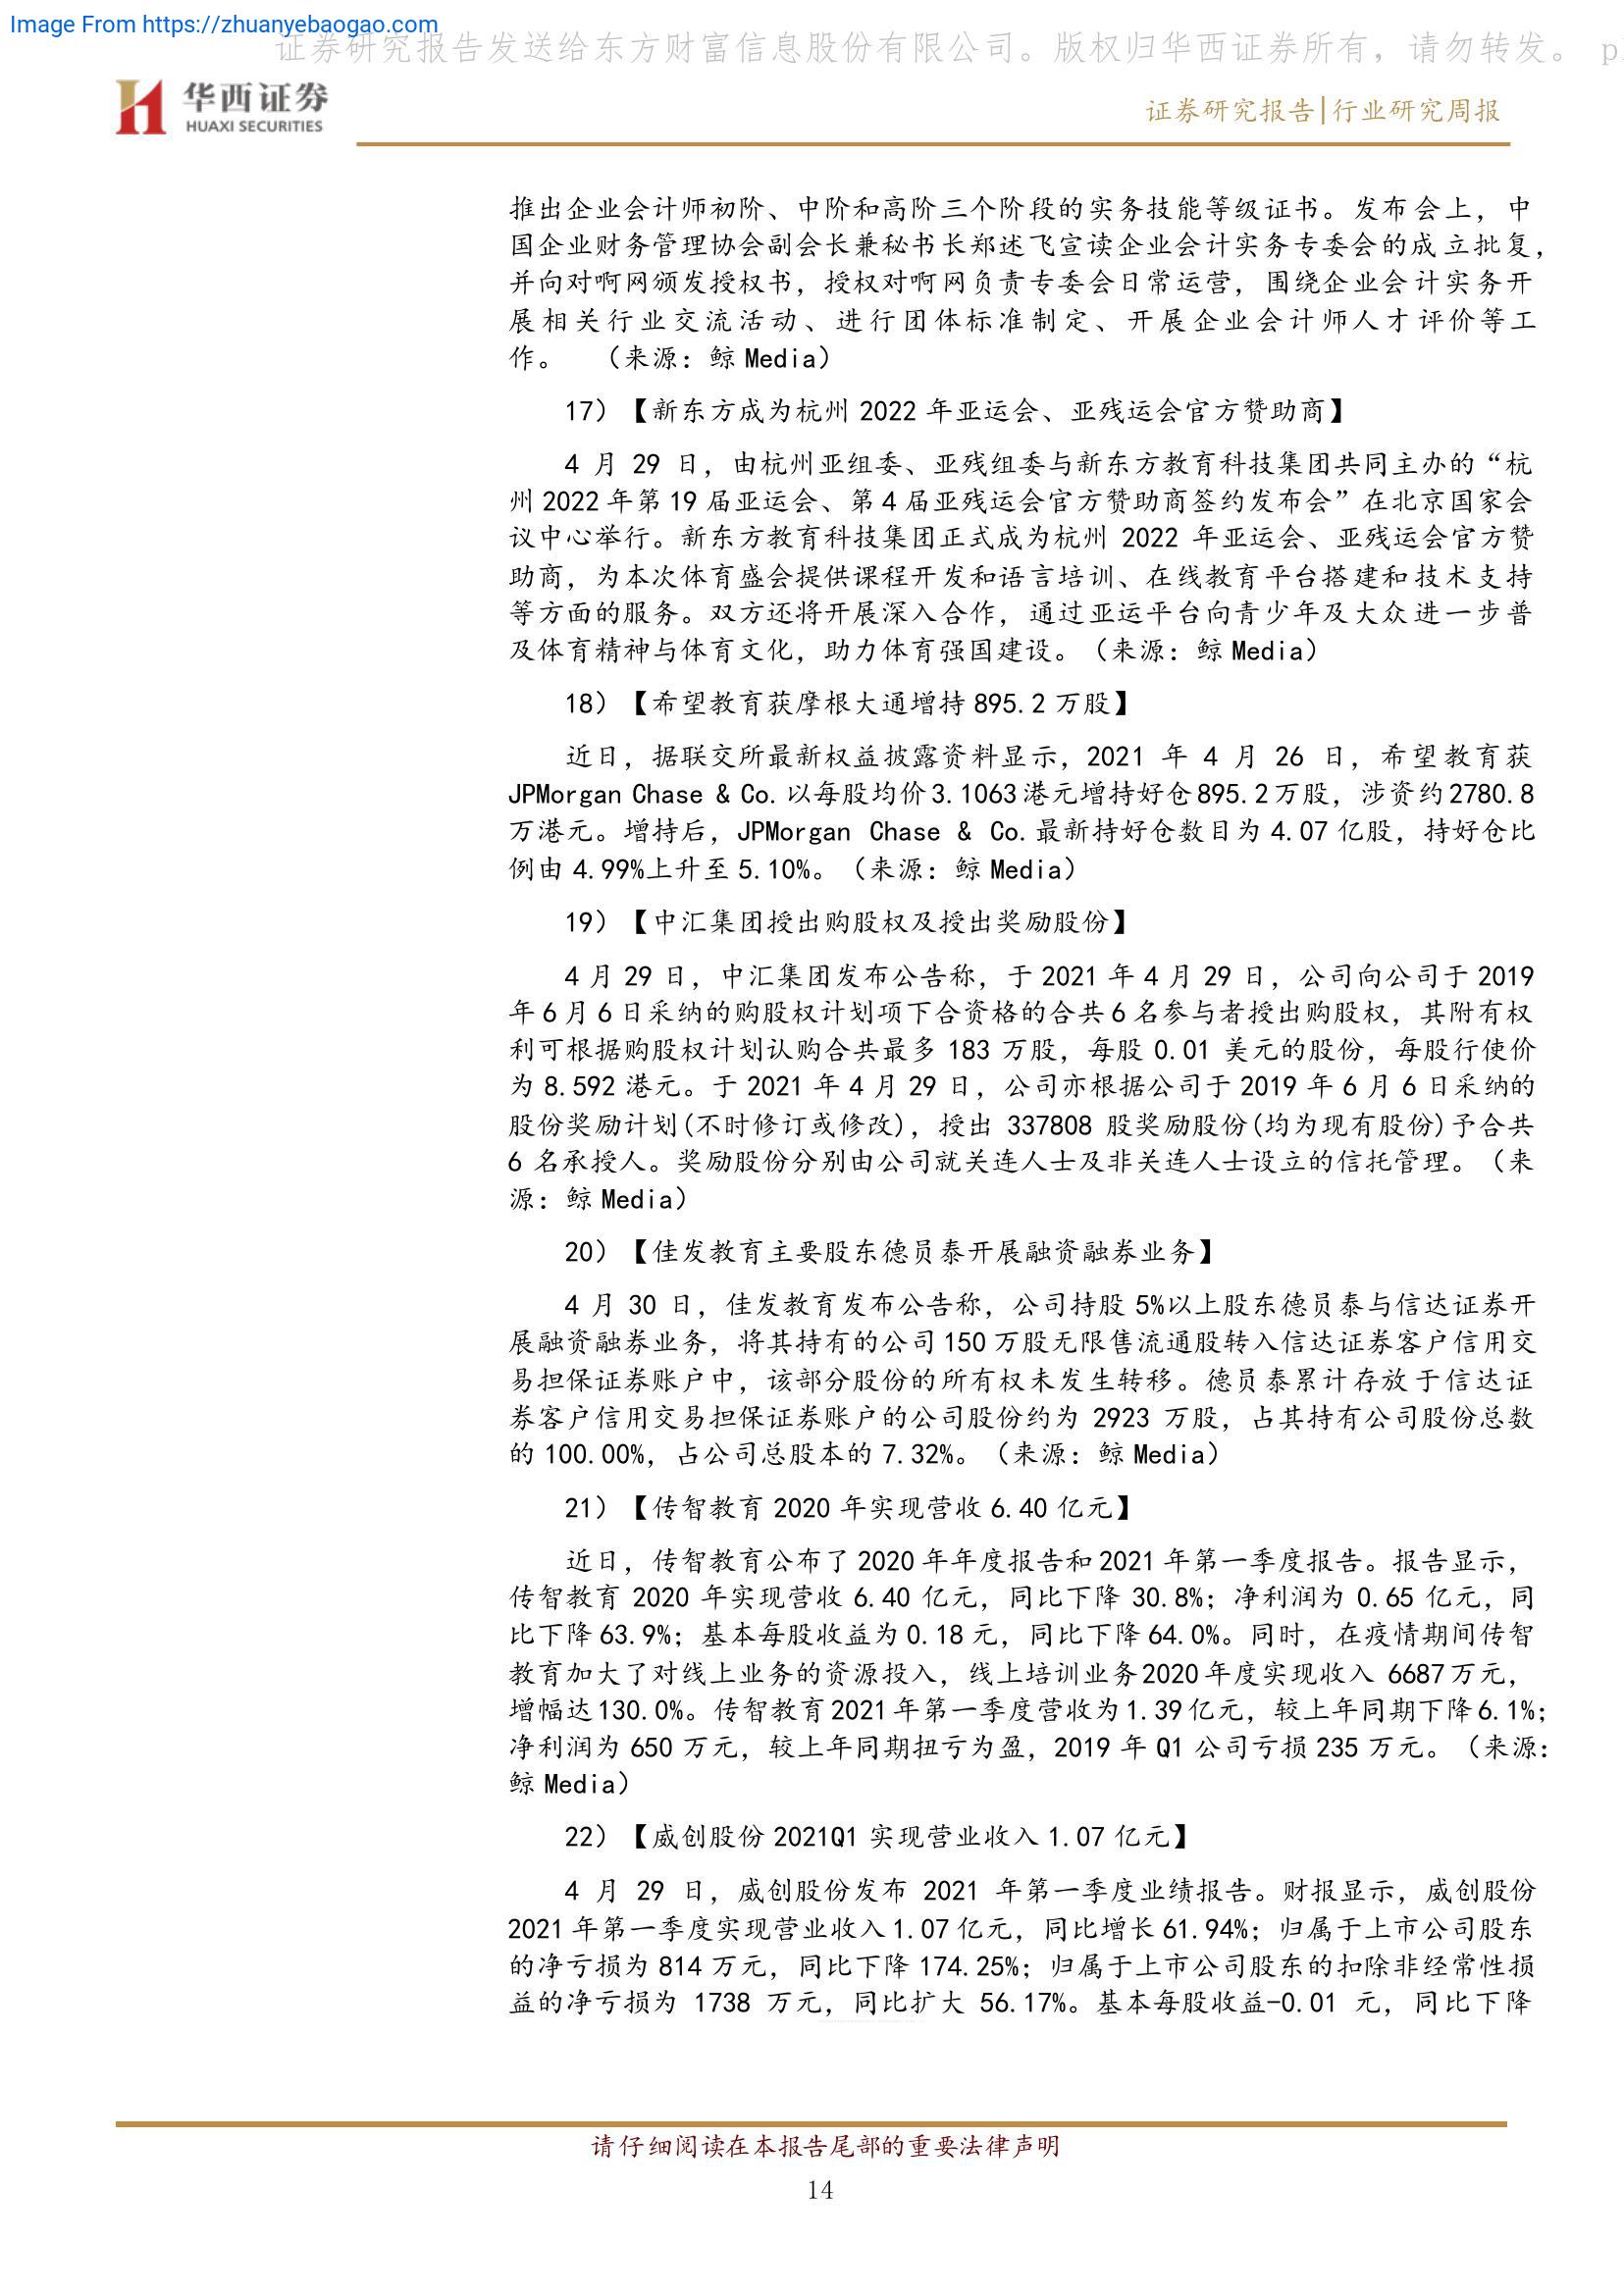 Image From https://zhuanyebaogao.com
证券研究报告发送给东方财富信息股份有限公司。版权归华西证券所有，请勿转发。 p
华西证券
HUAXI SECURITIES
证券研究报告|行业研究周报
推出企业会计师初阶、中阶和高阶三个阶段的实务技能等级证书。发布会上，中
国企业财务管理协会副会长兼秘书长郑述飞宣读企业会计实务专委会的成立批复，
并向对啊网颁发授权书，授权对啊网负责专委会日常运营，围绕企业会计实务开
展相关行业交流活动、进行团体标准制定、开展企业会计师人才评价等工
作。 （来源：鲸 Media）
17）【新东方成为杭州 2022 年亚运会、亚残运会官方赞助商】
4 月 29 日，由杭州亚组委、亚残组委与新东方教育科技集团共同主办的“杭
州 2022 年第 19 届亚运会、第 4 届亚残运会官方赞助商签约发布会”在北京国家会
议中心举行。新东方教育科技集团正式成为杭州 2022 年亚运会、亚残运会官方赞
助商，为本次体育盛会提供课程开发和语言培训、在线教育平台搭建和技术支持
等方面的服务。双方还将开展深入合作，通过亚运平台向青少年及大众进一步普
及体育精神与体育文化，助力体育强国建设。（来源：鲸 Media）
18）【希望教育获摩根大通增持 895.2 万股】
近日，据联交所最新权益披露资料显示，2021 年 4 月 26 日，希望教育获
JPMorgan Chase & Co. 以每股均价 3.1063 港元增持好仓 895.2 万股，涉资约 2780.8
万港元。增持后，JPMorgan Chase & Co. 最新持好仓数目为 4.07 亿股，持好仓比
例由 4.99%上升至 5.10%。（来源：鲸 Media）
19）【中汇集团授出购股权及授出奖励股份】
4 月 29 日，中汇集团发布公告称，于 2021 年 4 月 29 日，公司向公司于 2019
年 6 月 6 日采纳的购股权计划项下合资格的合共 6 名参与者授出购股权，其附有权
利可根据购股权计划认购合共最多 183 万股，每股 0.01 美元的股份，每股行使价
为 8.592 港元。于 2021 年 4 月 29 日，公司亦根据公司于 2019 年 6 月 6 日采纳的
股份奖励计划(不时修订或修改)，授出 337808 股奖励股份(均为现有股份)予合共
6 名承授人。奖励股份分别由公司就关连人士及非关连人士设立的信托管理。（来
源：鲸 Media）
20）【佳发教育主要股东德员泰开展融资融券业务】
4 月 30 日，佳发教育发布公告称，公司持股 5%以上股东德员泰与信达证券开
展融资融券业务，将其持有的公司 150 万股无限售流通股转入信达证券客户信用交
易担保证券账户中，该部分股份的所有权未发生转移。德员泰累计存放于信达证
券客户信用交易担保证券账户的公司股份约为 2923 万股，占其持有公司股份总数
的 100.00%，占公司总股本的 7.32%。（来源：鲸 Media）
21）【传智教育 2020 年实现营收 6.40 亿元】
近日，传智教育公布了 2020 年年度报告和 2021 年第一季度报告。报告显示，
传智教育 2020 年实现营收 6.40 亿元，同比下降 30.8%；净利润为 0.65 亿元，同
比下降 63.9%；基本每股收益为 0.18 元，同比下降 64.0%。同时，在疫情期间传智
教育加大了对线上业务的资源投入，线上培训业务 2020 年度实现收入 6687 万元，
增幅达 130.0%。传智教育 2021 年第一季度营收为 1.39 亿元，较上年同期下降 6.1%；
净利润为 650 万元，较上年同期扭亏为盈，2019 年 Q1 公司亏损 235 万元。（来源：
鲸 Media）
22）【威创股份 2021Q1 实现营业收入 1.07 亿元】
4 月 29 日，威创股份发布 2021 年第一季度业绩报告。财报显示，威创股份
2021 年第一季度实现营业收入 1.07 亿元，同比增长 61.94%；归属于上市公司股东
的净亏损为 814 万元，同比下降 174.25%；归属于上市公司股东的扣除非经常性损
益的净亏损为 1738 万元，同比扩大 56.17%。基本每股收益-0.01 元，同比下降
请仔细阅读在本报告尾部的重要法律声明
14